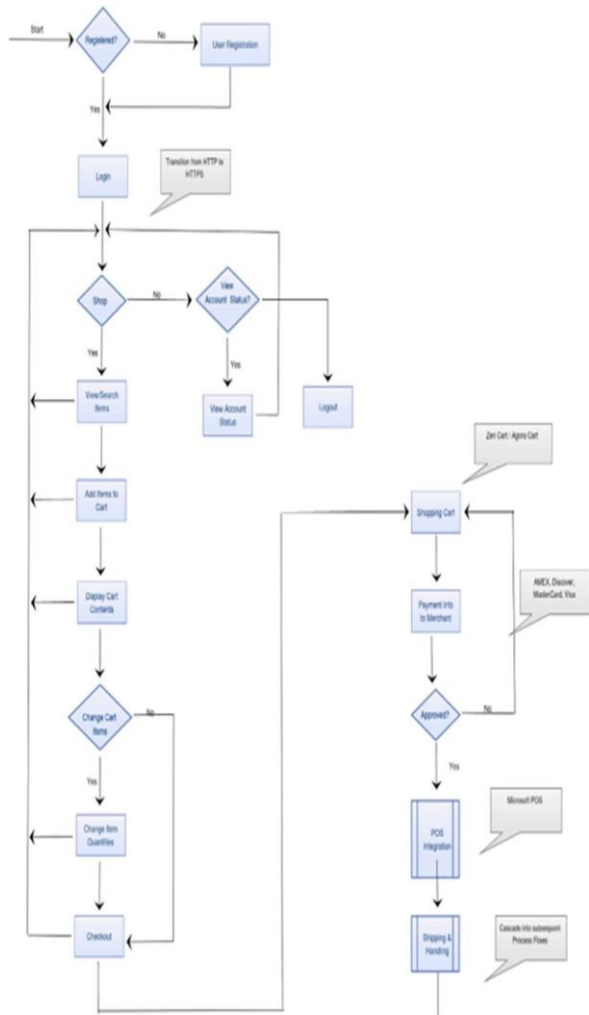 Start
Registered?
No
User Registration
Yes
Login
Transition from HTTP to
HTTPS
Shop
No
View
Account Status?
Yes
Yes
View/Search
Items
View Account
Status
Logout
Add Items to
Cart
Display Cart
Contents
Change Cart
Items
No
Yes
Change Item
Quantities
Checkout
Zen Cart / Agora Cart
Shopping Cart
AMEX, Discover,
MasterCard, Visa
Payment Info
to Merchant
Approved?
No
Yes
Microsoft POS
POS
Integration
Cascade into subsequent
Process Flows
Shipping &
Handling